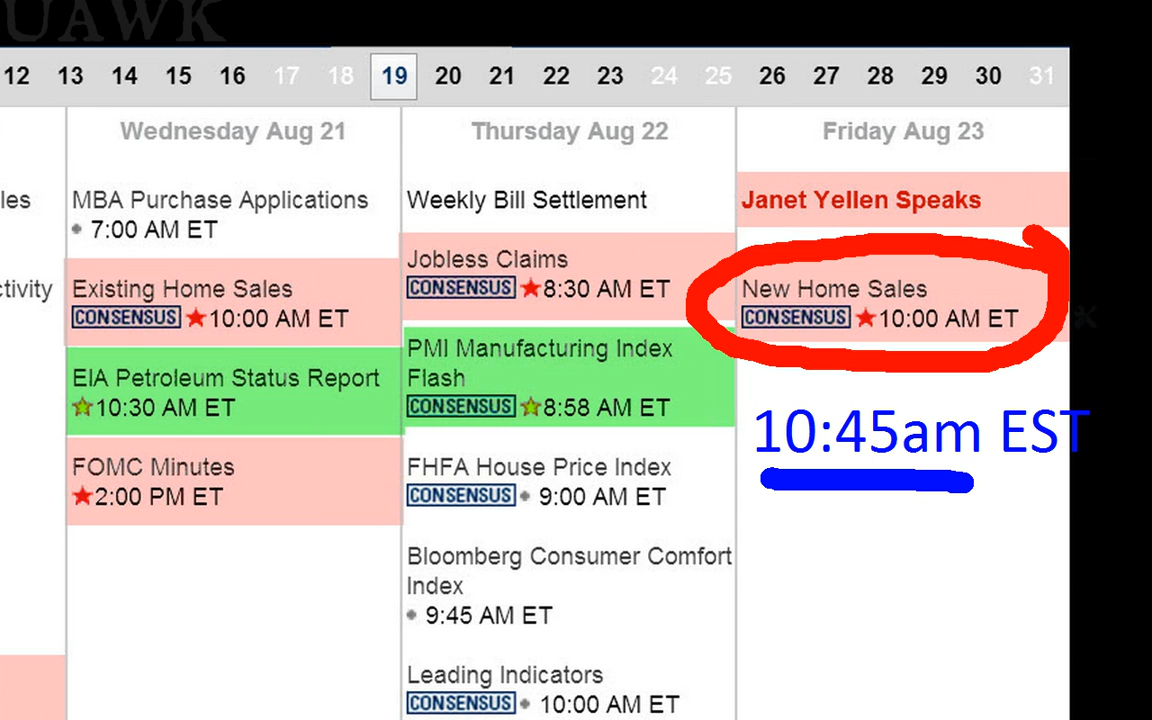 UAWK
12 13 14 15 16 17 18 19 20 21 22 23 24 25 26 27 28 29 30 31
Wednesday Aug 21
MBA Purchase Applications
7:00 AM ET
Existing Home Sales
CONSENSUS 10:00 AM ET
EIA Petroleum Status Report
10:30 AM ET
FOMC Minutes
2:00 PM ET
Thursday Aug 22
Weekly Bill Settlement
Jobless Claims
CONSENSUS 8:30 AM ET
PMI Manufacturing Index
Flash
CONSENSUS 8:58 AM ET
FHFA House Price Index
CONSENSUS 9:00 AM ET
Bloomberg Consumer Comfort
Index
9:45 AM ET
Leading Indicators
CONSENSUS 10:00 AM ET
Friday Aug 23
Janet Yellen Speaks
New Home Sales
CONSENSUS 10:00 AM ET
10:45am EST
les
ctivity